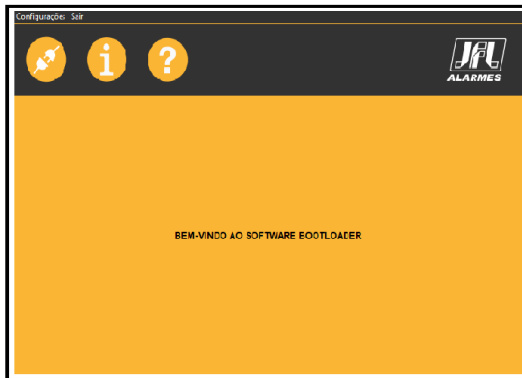 Configurações Sair
JFL
ALARMES
BEM-VINDO AO SOFTWARE BOOTLOADER